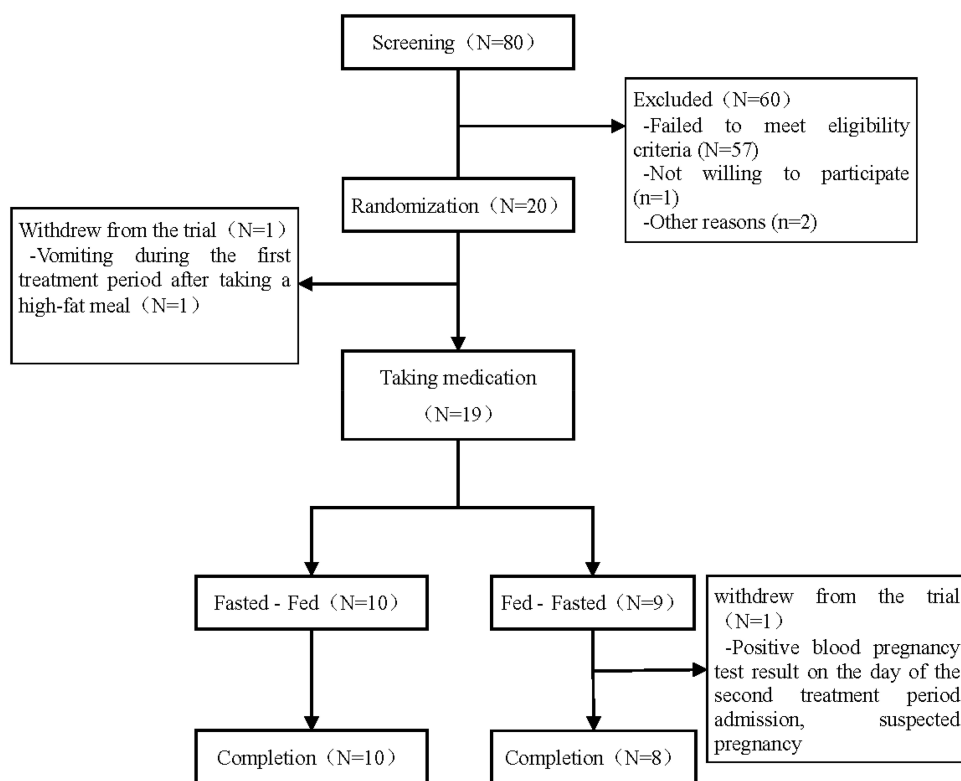 Screening（N=80）
Excluded（N=60）
-Failed to meet eligibility
criteria (N=57)
-Not willing to participate
(n=1)
-Other reasons (n=2)
Randomization（N=20）
Withdrew from the trial（N=1）
-Vomiting during the first
treatment period after taking a
high-fat meal（N=1）
Taking medication
（N=19）
Fasted - Fed（N=10）
Fed - Fasted（N=9）
withdrew from the trial
（N=1）
-Positive blood pregnancy
test result on the day of the
second treatment period
admission, suspected
pregnancy
Completion（N=10）
Completion（N=8）